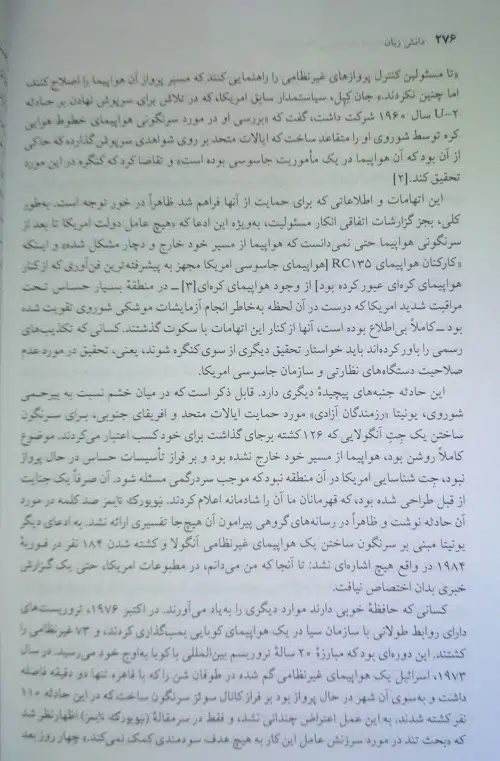 ۲۷۶ دانش زبان
«تا مسئولین کنترل پروازهای غیرنظامی را راهنمایی کنند که مسیر پرواز آن هواپیما را اصلاح کنند،
اما چنین نکردند.» جان کپل، سیاستمدار سابق امریکا، که در تلاش برای سرپوش نهادن بر حادثه
U-۲ سال ۱۹۶۰ شرکت داشت، گفت که «بررسی او در مورد سرنگونی هواپیمای خطوط هوایی
کره توسط شوروی او را متقاعد ساخت که ایالات متحد بر روی شواهدی سرپوش گذارده که حاکی
از آن بود که آن هواپیما در یک مأموریت جاسوسی بوده است» و تقاضا کرد که کنگره در این مورد
تحقیق کند.[۲]
این اتهامات و اطلاعاتی که برای حمایت از آنها فراهم شد ظاهراً در خور توجه است. به‌طور
کلی، بجز گزارشات اتفاقی انکار مسئولیت، به‌ویژه این ادعا که «هیچ عامل دولت امریکا تا بعد از
سرنگونی هواپیما حتی نمی‌دانست که هواپیما از مسیر خود خارج و دچار مشکل شده» و اینکه
«کارکنان هواپیمای RC۱۳۵ [هواپیمای جاسوسی امریکا مجهز به پیشرفته‌ترین فن‌آوری که از کنار
هواپیمای کره‌ای عبور کرده بود] از وجود هواپیمای کره‌ای[۳] ـ در منطقهٔ بسیار حساس تحت
مراقبت شدید امریکا که درست در آن لحظه به‌خاطر انجام آزمایشات موشکی شوروی تقویت شده
بود ـ کاملاً بی‌اطلاع بوده است، آنها از کنار این اتهامات با سکوت گذشتند. کسانی که تکذیب‌های
رسمی را باور کرده‌اند باید خواستار تحقیق دیگری از سوی کنگره شوند، یعنی، تحقیق در مورد عدم
صلاحیت دستگاه‌های نظارتی و سازمان جاسوسی امریکا.
این حادثه جنبه‌های پیچیدهٔ دیگری دارد. قابل ذکر است که در میان خشم نسبت به بیرحمی
شوروی، یونیتا «رزمندگان آزادی» مورد حمایت ایالات متحد و افریقای جنوبی، برای سرنگون
ساختن یک جت آنگولایی که ۱۲۶ کشته برجای گذاشت برای خود کسب اعتبار می‌کردند. موضوع
کاملاً روشن بود، هواپیما از مسیر خود خارج نشده بود و بر فراز تأسیسات حساس در حال پرواز
نبود، جت شناسایی امریکا در آن منطقه نبود که موجب سردرگمی مسئله شود. آن صرفاً یک جنایت
از قبل طراحی شده بود، که قهرمانان ما آن را شادمانه اعلام کردند. نیویورک تایمز صد کلمه در مورد
آن حادثه نوشت و ظاهراً در رسانه‌های گروهی پیرامون آن هیچ‌جا تفسیری ارائه نشد. به ادعای دیگر
یونیتا مبنی بر سرنگون ساختن یک هواپیمای غیرنظامی آنگولا و کشته شدن ۱۸۴ نفر در فوریهٔ
۱۹۸۴ در واقع هیچ اشاره‌ای نشد؛ تا آنجا که من می‌دانم، در مطبوعات امریکا، حتی یک گزارش
خبری بدان اختصاص نیافت.
کسانی که حافظهٔ خوبی دارند موارد دیگری را به‌یاد می‌آورند. در اکتبر ۱۹۷۶، تروریست‌های
دارای روابط طولانی با سازمان سیا در یک هواپیمای کوبایی بمب‌گذاری کردند، و ۷۳ غیرنظامی را
کشتند. این دوره‌ای بود که مبارزهٔ ۲۰ سالهٔ تروریسم بین‌المللی با کوبا به‌اوج خود می‌رسید. در سال
۱۹۷۳، اسرائیل یک هواپیمای غیرنظامی گم شده در طوفان شن را که با قاهره، تنها دو دقیقه فاصله
داشت و به‌سوی آن شهر در حال پرواز بود بر فراز کانال سوئز سرنگون ساخت که در این حادثه ۱۱۰
نفر کشته شدند. به این عمل اعتراض چندانی نشد، و فقط در سرمقالهٔ (نیویورک تایمز) اظهارنظر شد
که «بحث تند در مورد سرزنش عامل این کار به هیچ هدف سودمندی کمک نمی‌کند.» چهار روز بعد